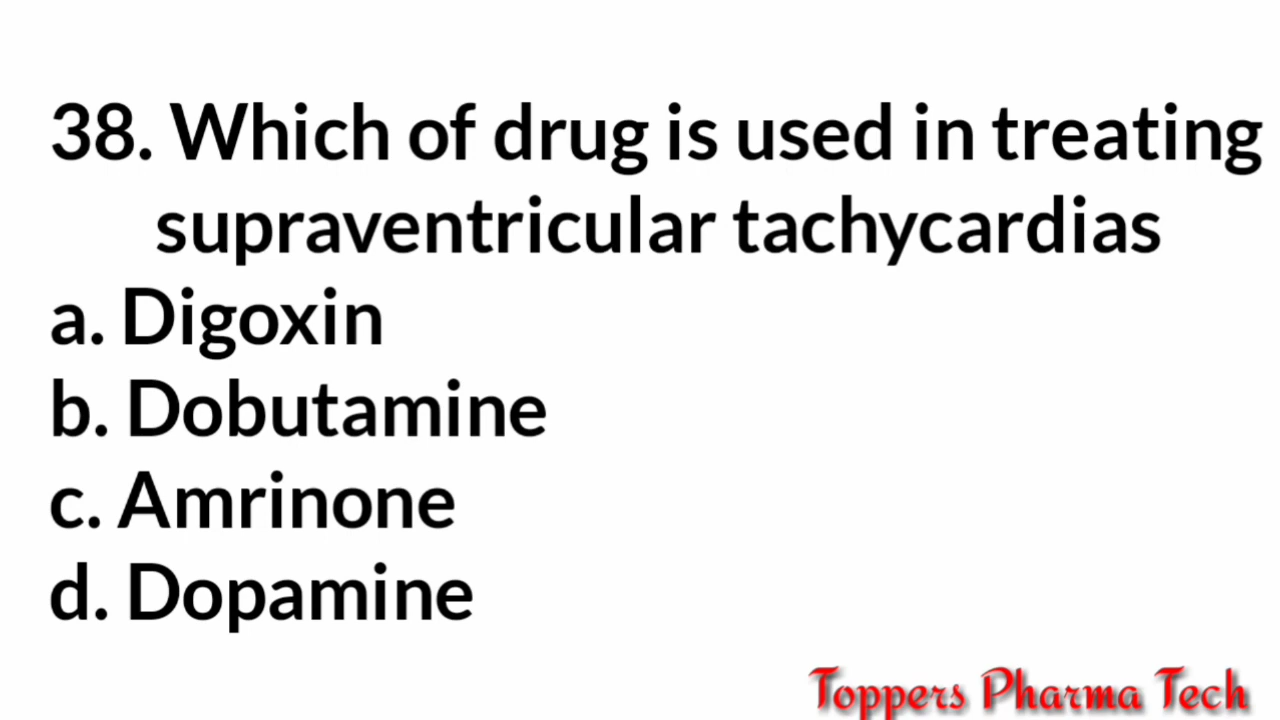 38. Which of drug is used in treating
supraventricular tachycardias
a. Digoxin
b. Dobutamine
c. Amrinone
d. Dopamine
Toppers Pharma Tech